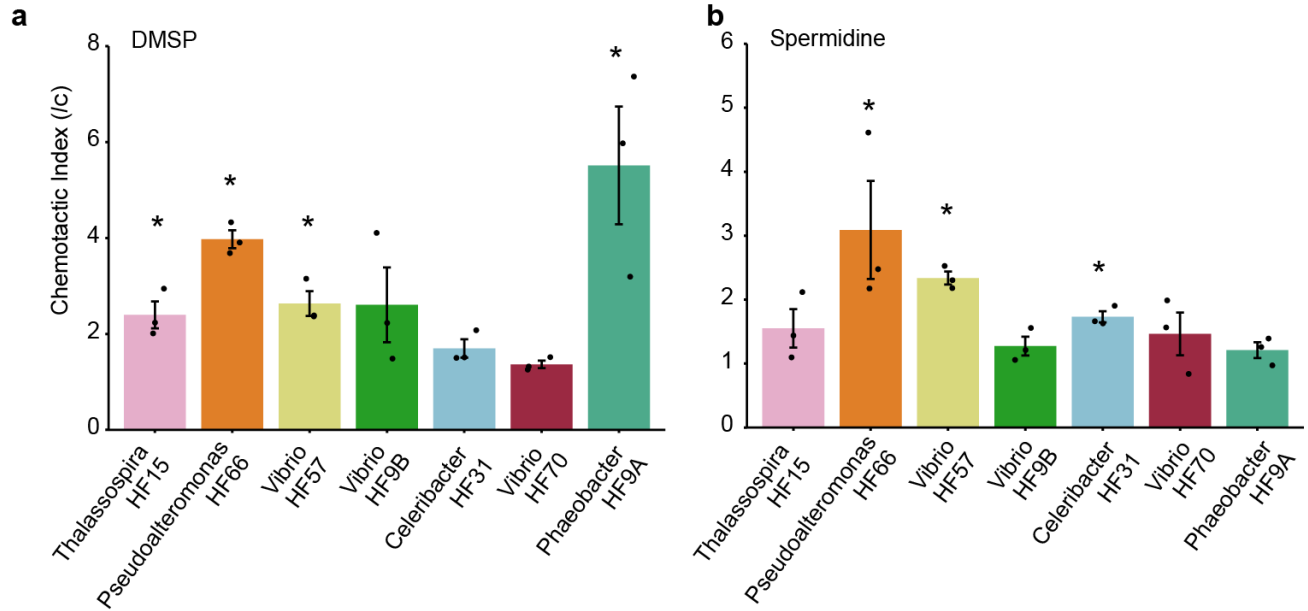 a
DMSP
Chemotactic Index (Ic)
8
6
4
2
0
*
*
*
*
Thalassospira
HF15
Pseudoalteromonas
HF66
Vibrio
HF57
Vibrio
HF9B
Celeribacter
HF31
Vibrio
HF70
Phaeobacter
HF9A
b
Spermidine
6
5
4
3
2
1
0
*
*
*
Thalassospira
HF15
Pseudoalteromonas
HF66
Vibrio
HF57
Vibrio
HF9B
Celeribacter
HF31
Vibrio
HF70
Phaeobacter
HF9A